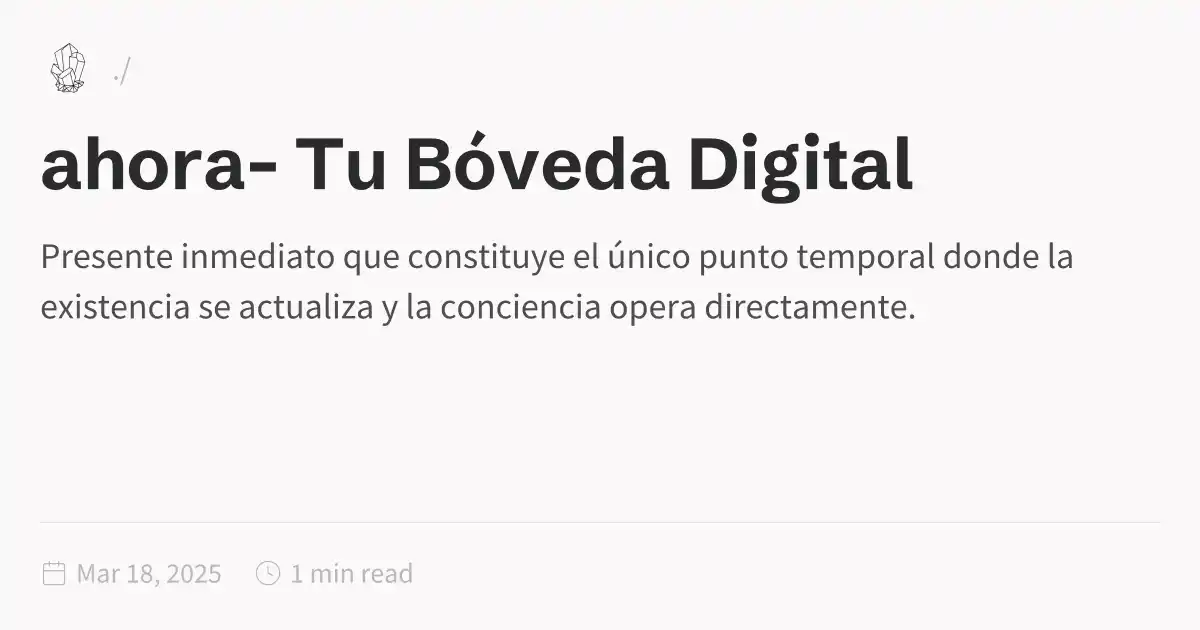 ./
ahora- Tu Bóveda Digital
Presente inmediato que constituye el único punto temporal donde la
existencia se actualiza y la conciencia opera directamente.
Mar 18, 2025 1 min read